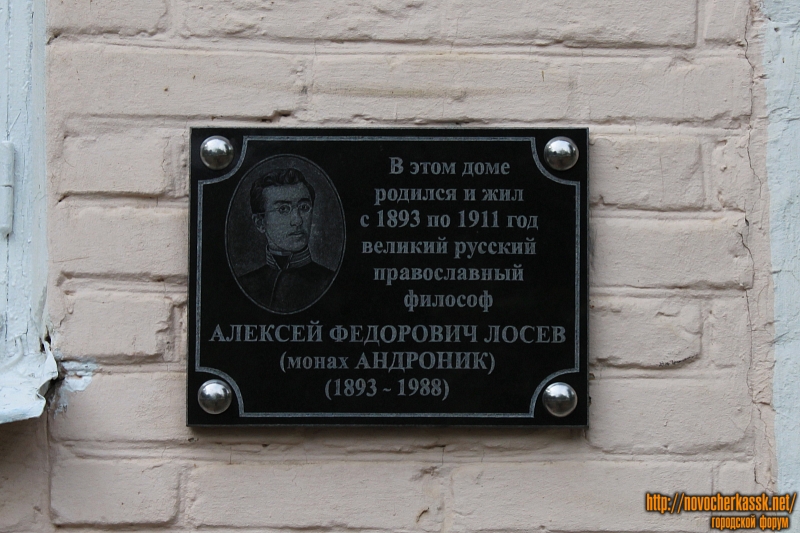 В этом доме
родился и жил
с 1893 по 1911 год
великий русский
православный
философ
АЛЕКСЕЙ ФЕДОРОВИЧ ЛОСЕВ
(монах АНДРОНИК)
(1893 ~ 1988)
http://novocherkassk.net/
городской форум